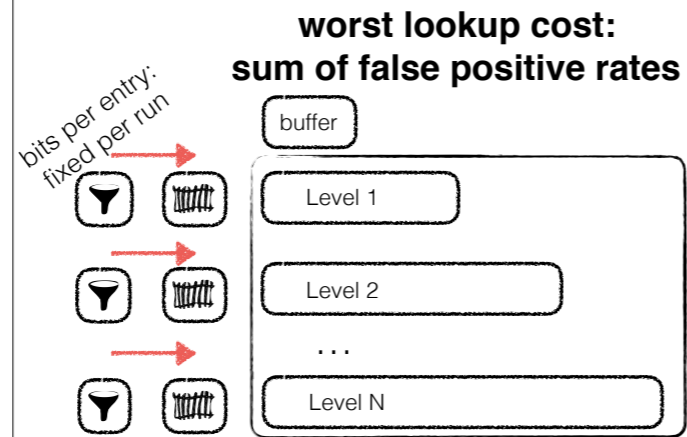 worst lookup cost:
sum of false positive rates
bits per entry:
fixed per run
buffer
Level 1
Level 2
...
Level N